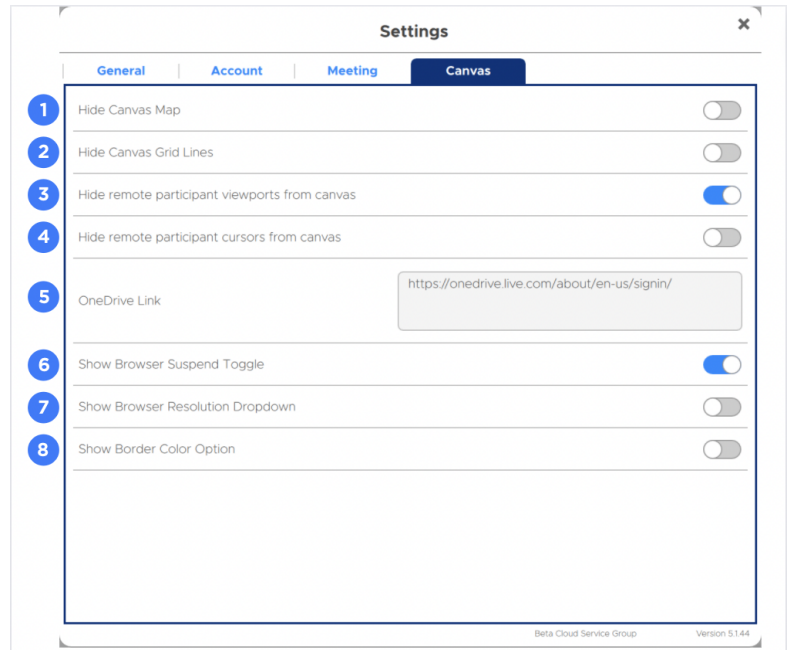 Settings
General Account Meeting Canvas
1 Hide Canvas Map
2 Hide Canvas Grid Lines
3 Hide remote participant viewports from canvas
4 Hide remote participant cursors from canvas
https://onedrive.live.com/about/en-us/signin/
5 OneDrive Link
6 Show Browser Suspend Toggle
7 Show Browser Resolution Dropdown
8 Show Border Color Option
Beta Cloud Service Group Version 5.1.44